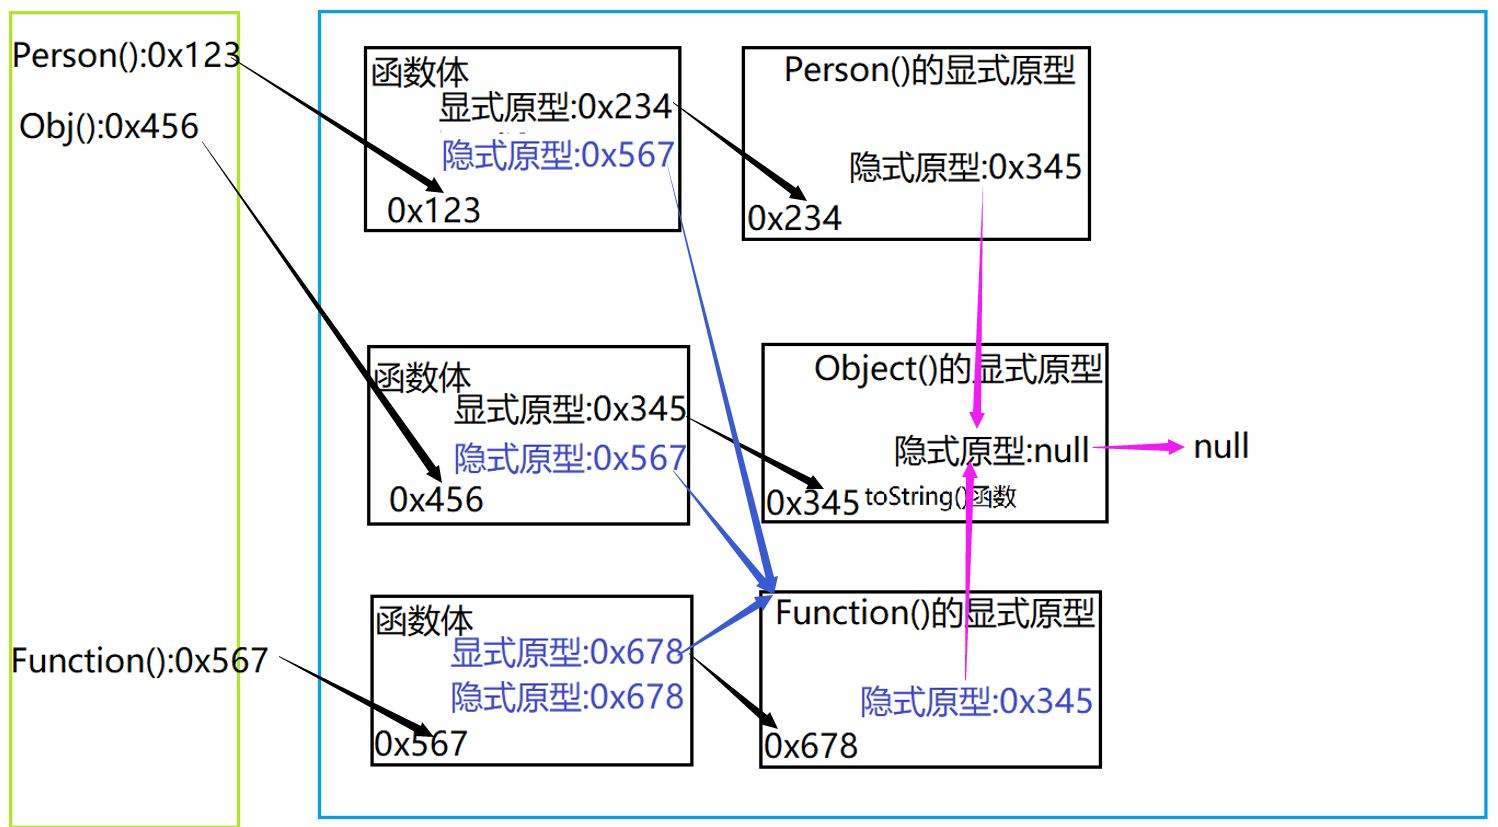 Person():0x123
Obj():0x456
Function():0x567
函数体
显式原型:0x234
隐式原型:0x567
0x123
Person()的显式原型
隐式原型:0x345
0x234
函数体
显式原型:0x345
隐式原型:0x567
0x456
Object()的显式原型
隐式原型:null
null
0x345
toString()函数
函数体
显式原型:0x678
隐式原型:0x678
0x567
Function()的显式原型
隐式原型:0x345
0x678